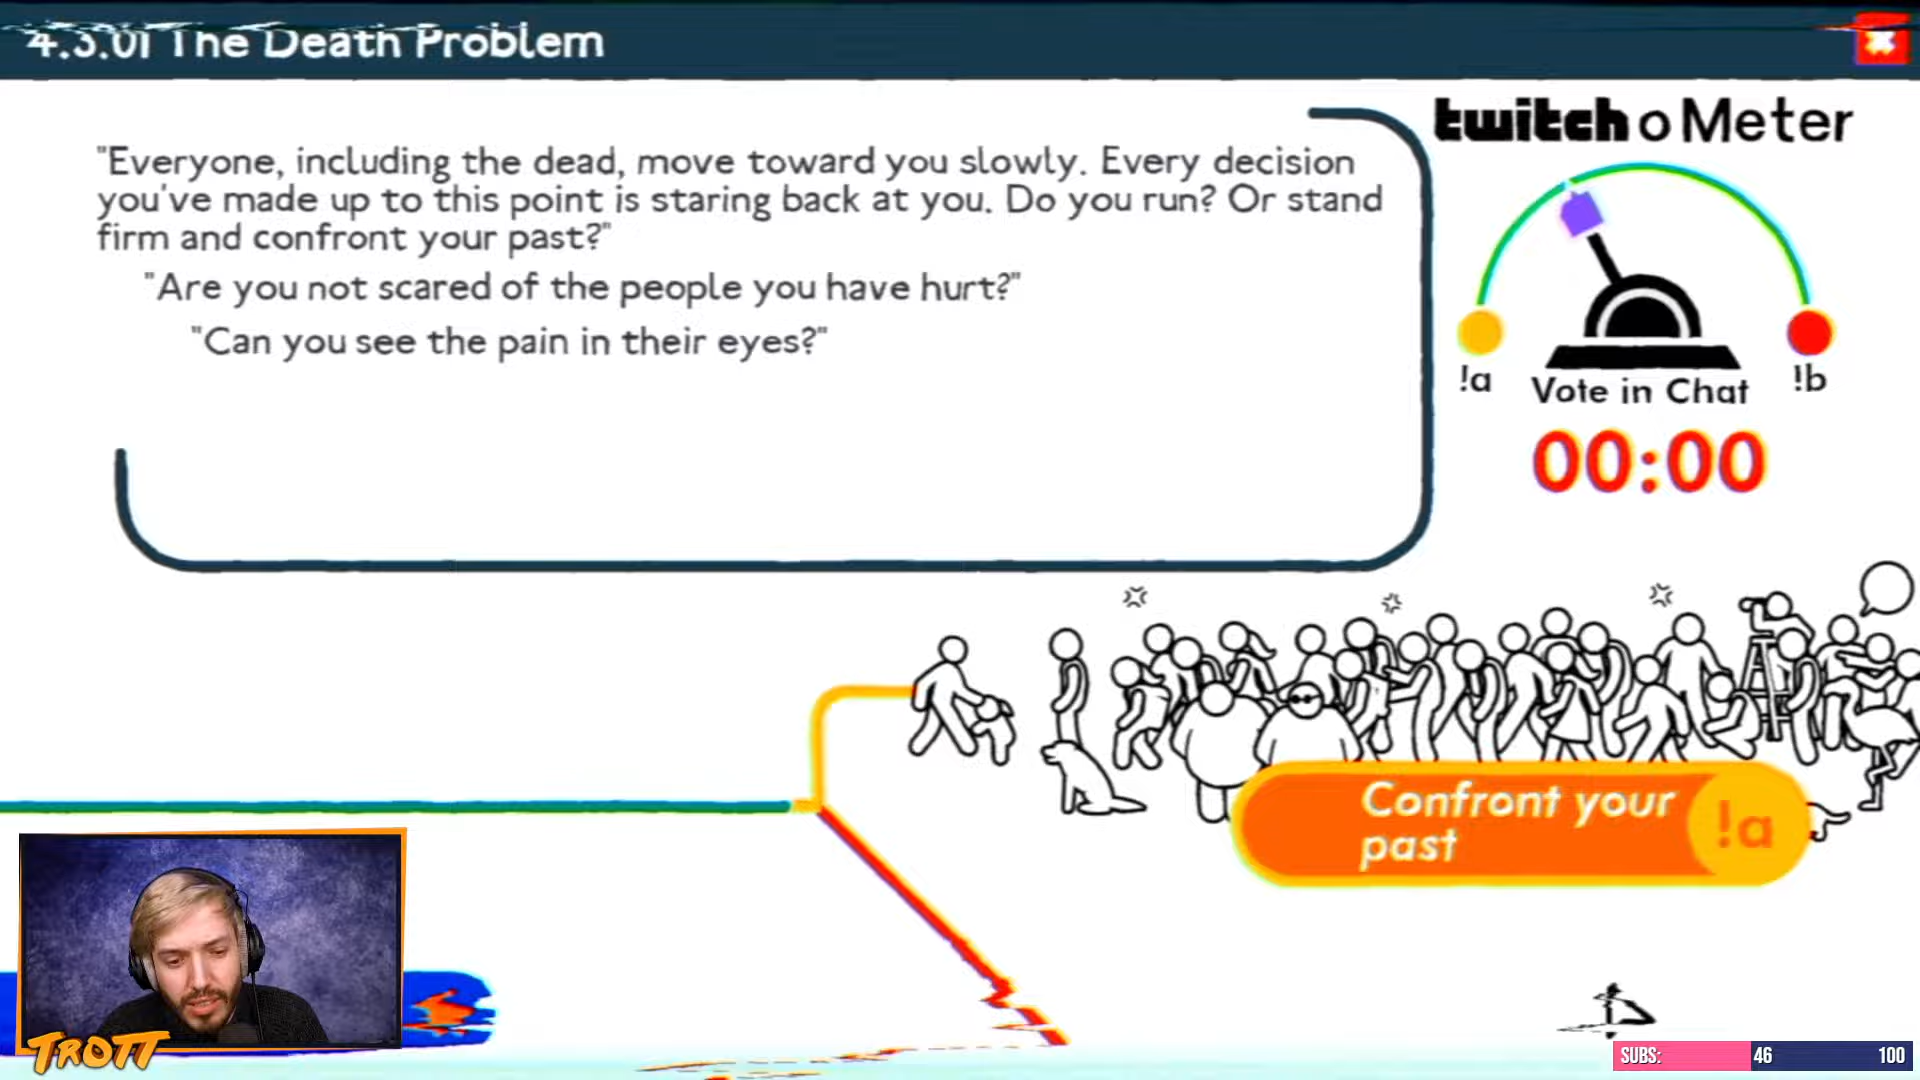 4.3.01 The Death Problem
"Everyone, including the dead, move toward you slowly. Every decision
you've made up to this point is staring back at you. Do you run? Or stand
firm and confront your past?"
"Are you not scared of the people you have hurt?"
"Can you see the pain in their eyes?"
twitch o Meter
!a
Vote in Chat
!b
00:00
Confront your
past
!a
TROTT
SUBS:
46
100